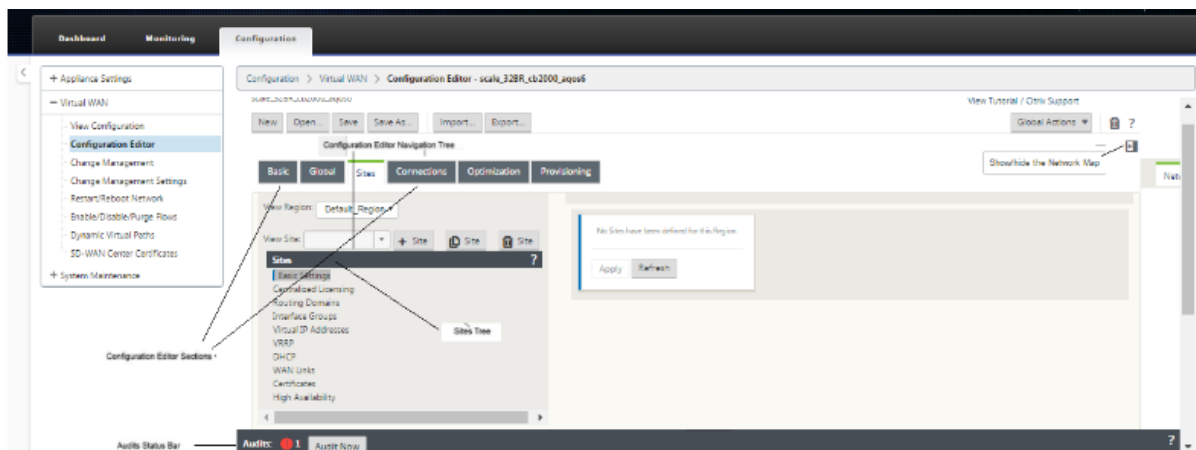 Dashboard Monitoring Configuration
+ Appliance Settings
− Virtual WAN
View Configuration
Configuration Editor
Change Management
Change Management Settings
Restart/Reboot Network
Enable/Disable/Purge Flows
Dynamic Virtual Paths
SD-WAN Center Certificates
+ System Maintenance
Configuration > Virtual WAN > Configuration Editor - scale_32BR_cb2000_aqos6
View Tutorial / Citrix Support
New Open... Save Save As... Import... Export... Global Actions ?
Configuration Editor Navigation Tree
Show/hide the Network Map
Basic Global Sites Connections Optimization Provisioning
Net
View Region: Default_Region
View Site: + Site Site Site
Sites ?
Basic Settings
Centralized Licensing
Routing Domains
Interface Groups
Virtual IP Addresses
VRRP
DHCP
WAN Links
Certificates
High Availability
No Sites have been defined for this Region.
Apply Refresh
Sites Tree
Configuration Editor Sections
Audits Status Bar
Audits: 1 Audit Now ?